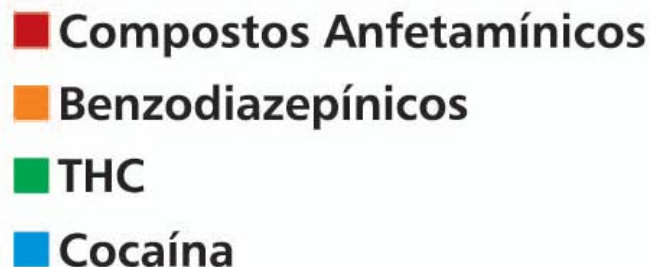 Compostos Anfetamínicos
Benzodiazepínicos
THC
Cocaína